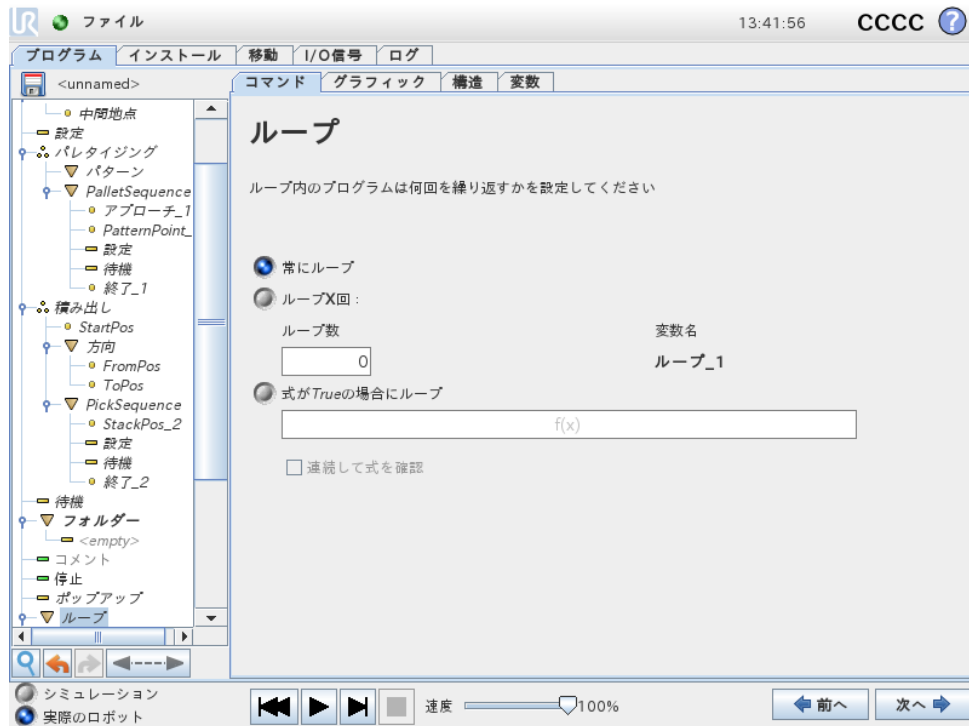 UR ファイル 13:41:56 CCCC ?
プログラム インストール 移動 I/O信号 ログ
<unnamed>
コマンド グラフィック 構造 変数
中間地点
設定
パレタイジング
パターン
PalletSequence
アプローチ_1
PatternPoint_
設定
待機
終了_1
積み出し
StartPos
方向
FromPos
ToPos
PickSequence
StackPos_2
設定
待機
終了_2
待機
フォルダー
<empty>
コメント
停止
ポップアップ
ループ
ループ
ループ内のプログラムは何回を繰り返すかを設定してください
常にループ
ループX回 :
ループ数 変数名
0 ループ_1
式がTrueの場合にループ
f(x)
連続して式を確認
シミュレーション
実際のロボット
速度 100%
前へ 次へ